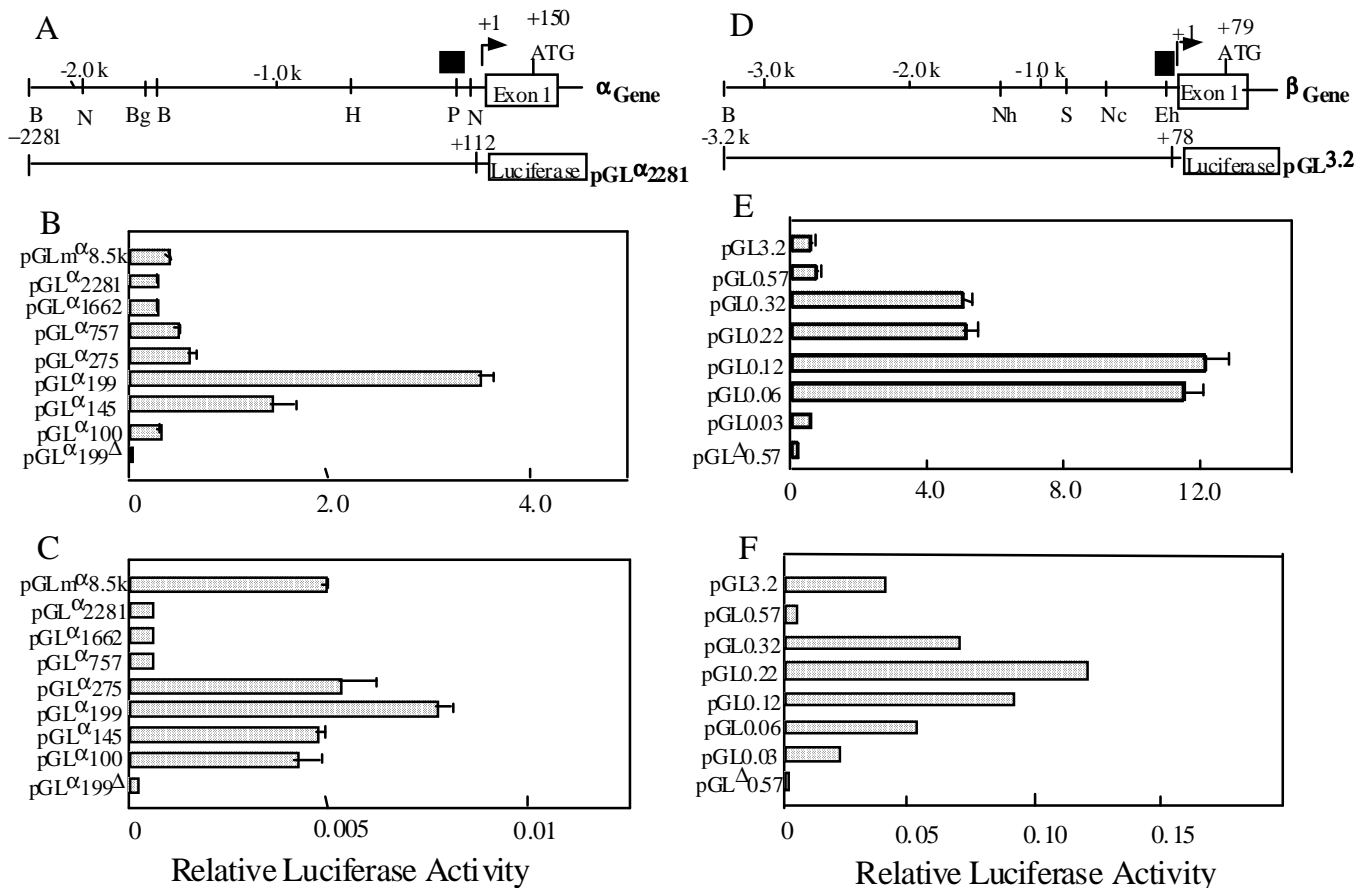 A
+1
+150
ATG
-2.0 k
-1.0 k
Exon 1
α Gene
B
N
Bg
B
H
P
N
−2281
+112
Luciferase
pGLα2281
B
pGLmα8.5k
pGLα2281
pGLα1662
pGLα757
pGLα275
pGLα199
pGLα145
pGLα100
pGLα199Δ
0
2.0
4.0
C
pGLmα8.5k
pGLα2281
pGLα1662
pGLα757
pGLα275
pGLα199
pGLα145
pGLα100
pGLα199Δ
0
0.005
0.01
Relative Luciferase Activity
D
+1
+79
ATG
-3.0 k
-2.0 k
-1.0 k
Exon 1
β Gene
B
Nh
S
Nc
Eh
-3.2 k
+78
Luciferase
pGL3.2
E
pGL3.2
pGL0.57
pGL0.32
pGL0.22
pGL0.12
pGL0.06
pGL0.03
pGLΔ0.57
0
4.0
8.0
12.0
F
pGL3.2
pGL0.57
pGL0.32
pGL0.22
pGL0.12
pGL0.06
pGL0.03
pGLΔ0.57
0
0.05
0.10
0.15
Relative Luciferase Activity